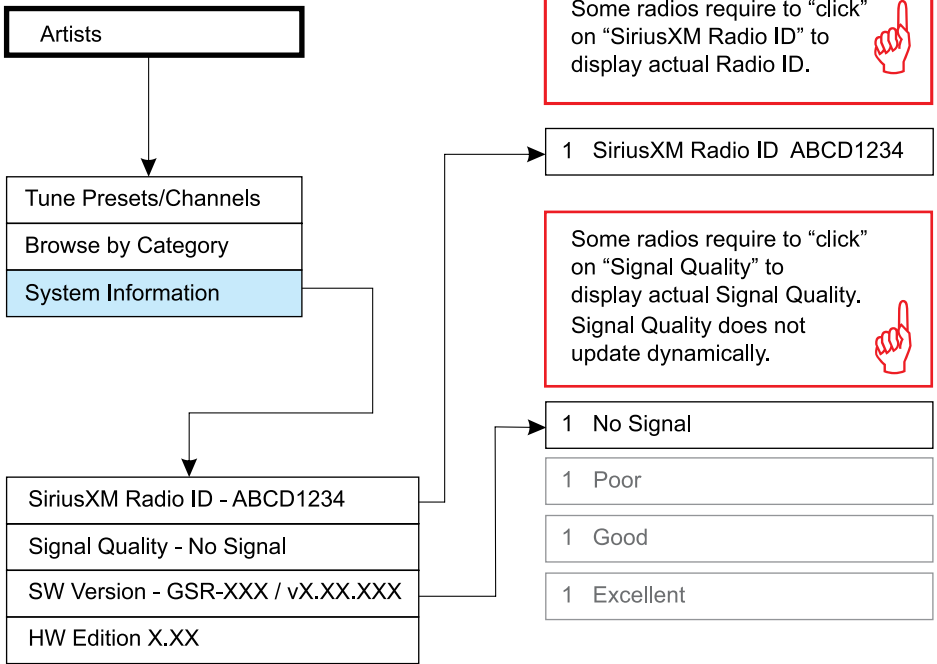 Artists
Tune Presets/Channels
Browse by Category
System Information
SiriusXM Radio ID - ABCD1234
Signal Quality - No Signal
SW Version - GSR-XXX / vX.XX.XXX
HW Edition X.XX
Some radios require to “click”
on “SiriusXM Radio ID” to
display actual Radio ID.
1 SiriusXM Radio ID ABCD1234
Some radios require to “click”
on “Signal Quality” to
display actual Signal Quality.
Signal Quality does not
update dynamically.
1 No Signal
1 Poor
1 Good
1 Excellent